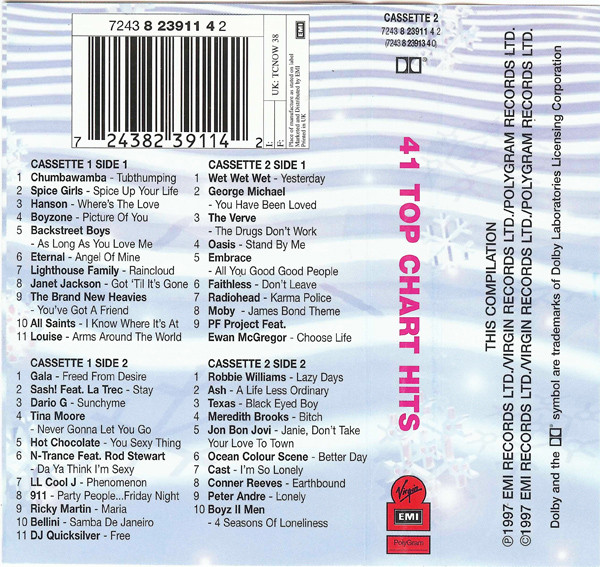 7243 8 23911 4 2
7 24382 39114 2
I:
F:
UK: TCNOW 38
Place of manufacture as stated on label
Marketed and Distributed by EMI
Printed in UK
EMI
CASSETTE 1 SIDE 1
1 Chumbawamba - Tubthumping
2 Spice Girls - Spice Up Your Life
3 Hanson - Where's The Love
4 Boyzone - Picture Of You
5 Backstreet Boys
- As Long As You Love Me
6 Eternal - Angel Of Mine
7 Lighthouse Family - Raincloud
8 Janet Jackson - Got 'Til It's Gone
9 The Brand New Heavies
- You've Got A Friend
10 All Saints - I Know Where It's At
11 Louise - Arms Around The World
CASSETTE 1 SIDE 2
1 Gala - Freed From Desire
2 Sash! Feat. La Trec - Stay
3 Dario G - Sunchyme
4 Tina Moore
- Never Gonna Let You Go
5 Hot Chocolate - You Sexy Thing
6 N-Trance Feat. Rod Stewart
- Da Ya Think I'm Sexy
7 LL Cool J - Phenomenon
8 911 - Party People...Friday Night
9 Ricky Martin - Maria
10 Bellini - Samba De Janeiro
11 DJ Quicksilver - Free
CASSETTE 2 SIDE 1
1 Wet Wet Wet - Yesterday
2 George Michael
- You Have Been Loved
3 The Verve
- The Drugs Don't Work
4 Oasis - Stand By Me
5 Embrace
- All You Good Good People
6 Faithless - Don't Leave
7 Radiohead - Karma Police
8 Moby - James Bond Theme
9 PF Project Feat.
Ewan McGregor - Choose Life
CASSETTE 2 SIDE 2
1 Robbie Williams - Lazy Days
2 Ash - A Life Less Ordinary
3 Texas - Black Eyed Boy
4 Meredith Brooks - Bitch
5 Jon Bon Jovi - Janie, Don't Take
Your Love To Town
6 Ocean Colour Scene - Better Day
7 Cast - I'm So Lonely
8 Conner Reeves - Earthbound
9 Peter Andre - Lonely
10 Boyz II Men
- 4 Seasons Of Loneliness
CASSETTE 2
7243 8 23911 4 2
(7243 8 23913 4 0)
41 TOP CHART HITS
Virgin
EMI
PolyGram
THIS COMPILATION
℗1997 EMI RECORDS LTD./VIRGIN RECORDS LTD./POLYGRAM RECORDS LTD.
©1997 EMI RECORDS LTD./VIRGIN RECORDS LTD./POLYGRAM RECORDS LTD.
Dolby and the symbol are trademarks of Dolby Laboratories Licensing Corporation